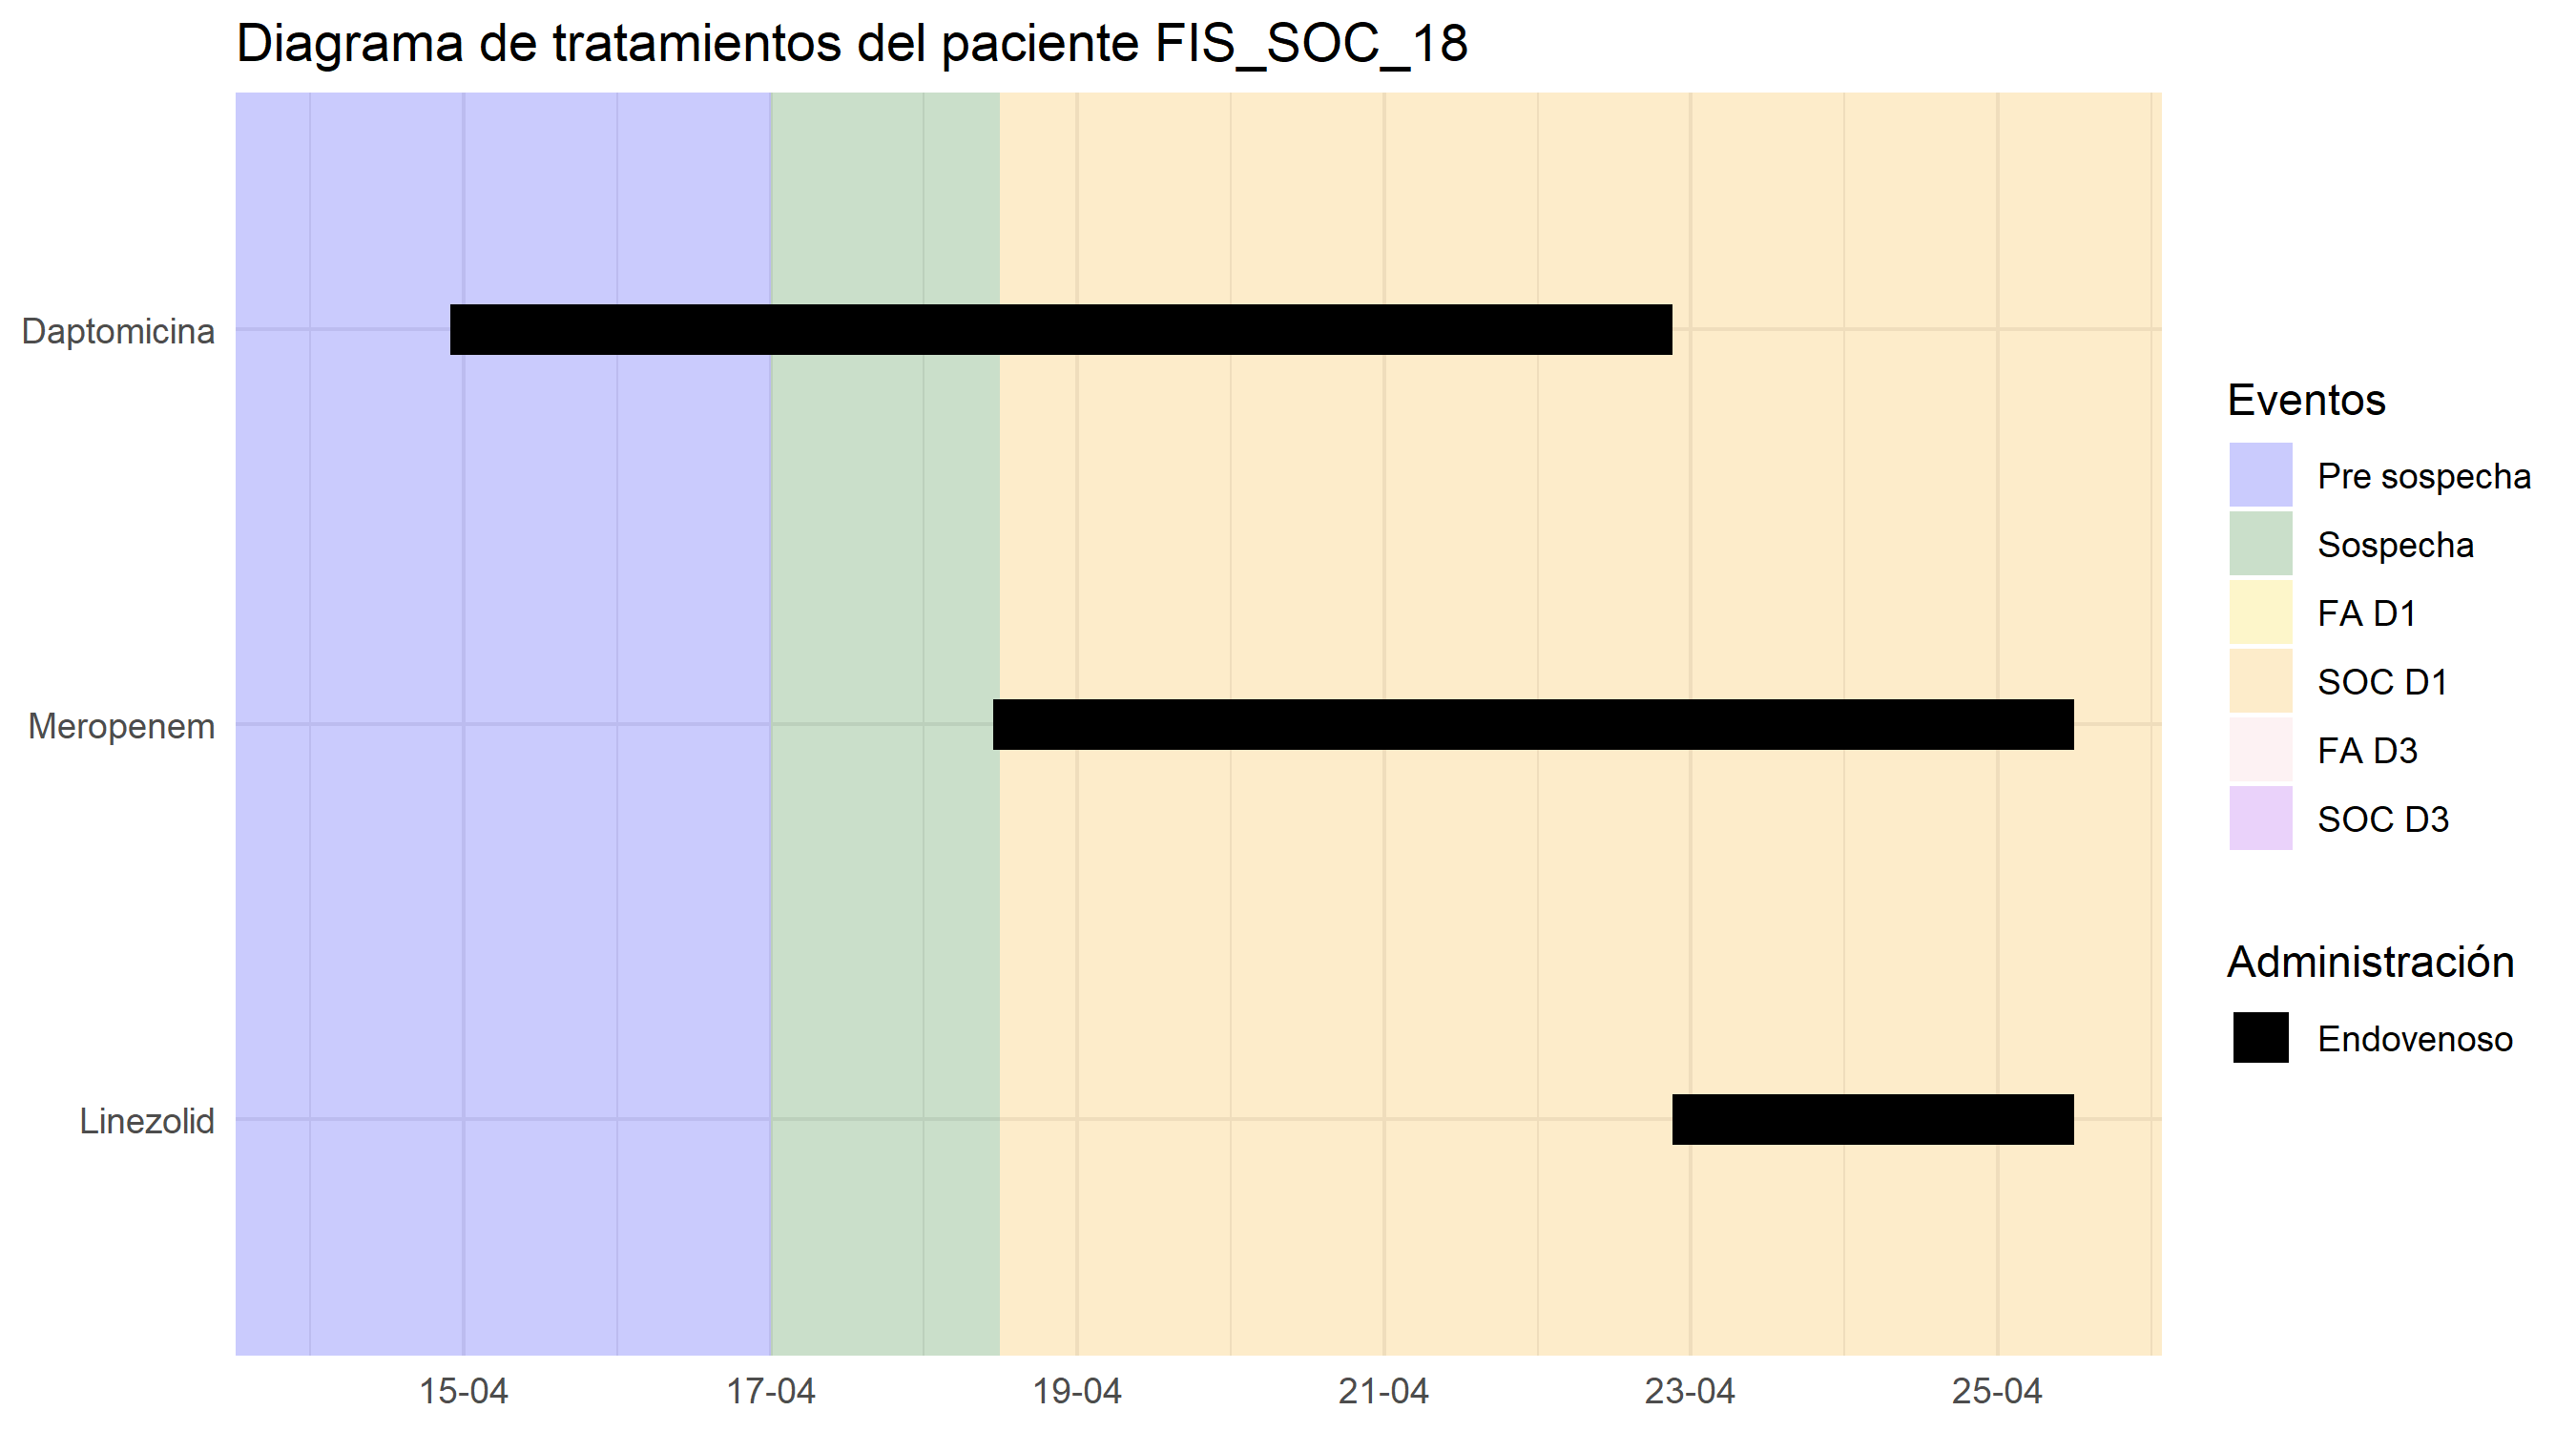 Diagrama de tratamientos del paciente FIS_SOC_18
Daptomicina
Meropenem
Linezolid
15-04
17-04
19-04
21-04
23-04
25-04
Eventos
Pre sospecha
Sospecha
FA D1
SOC D1
FA D3
SOC D3
Administración
Endovenoso